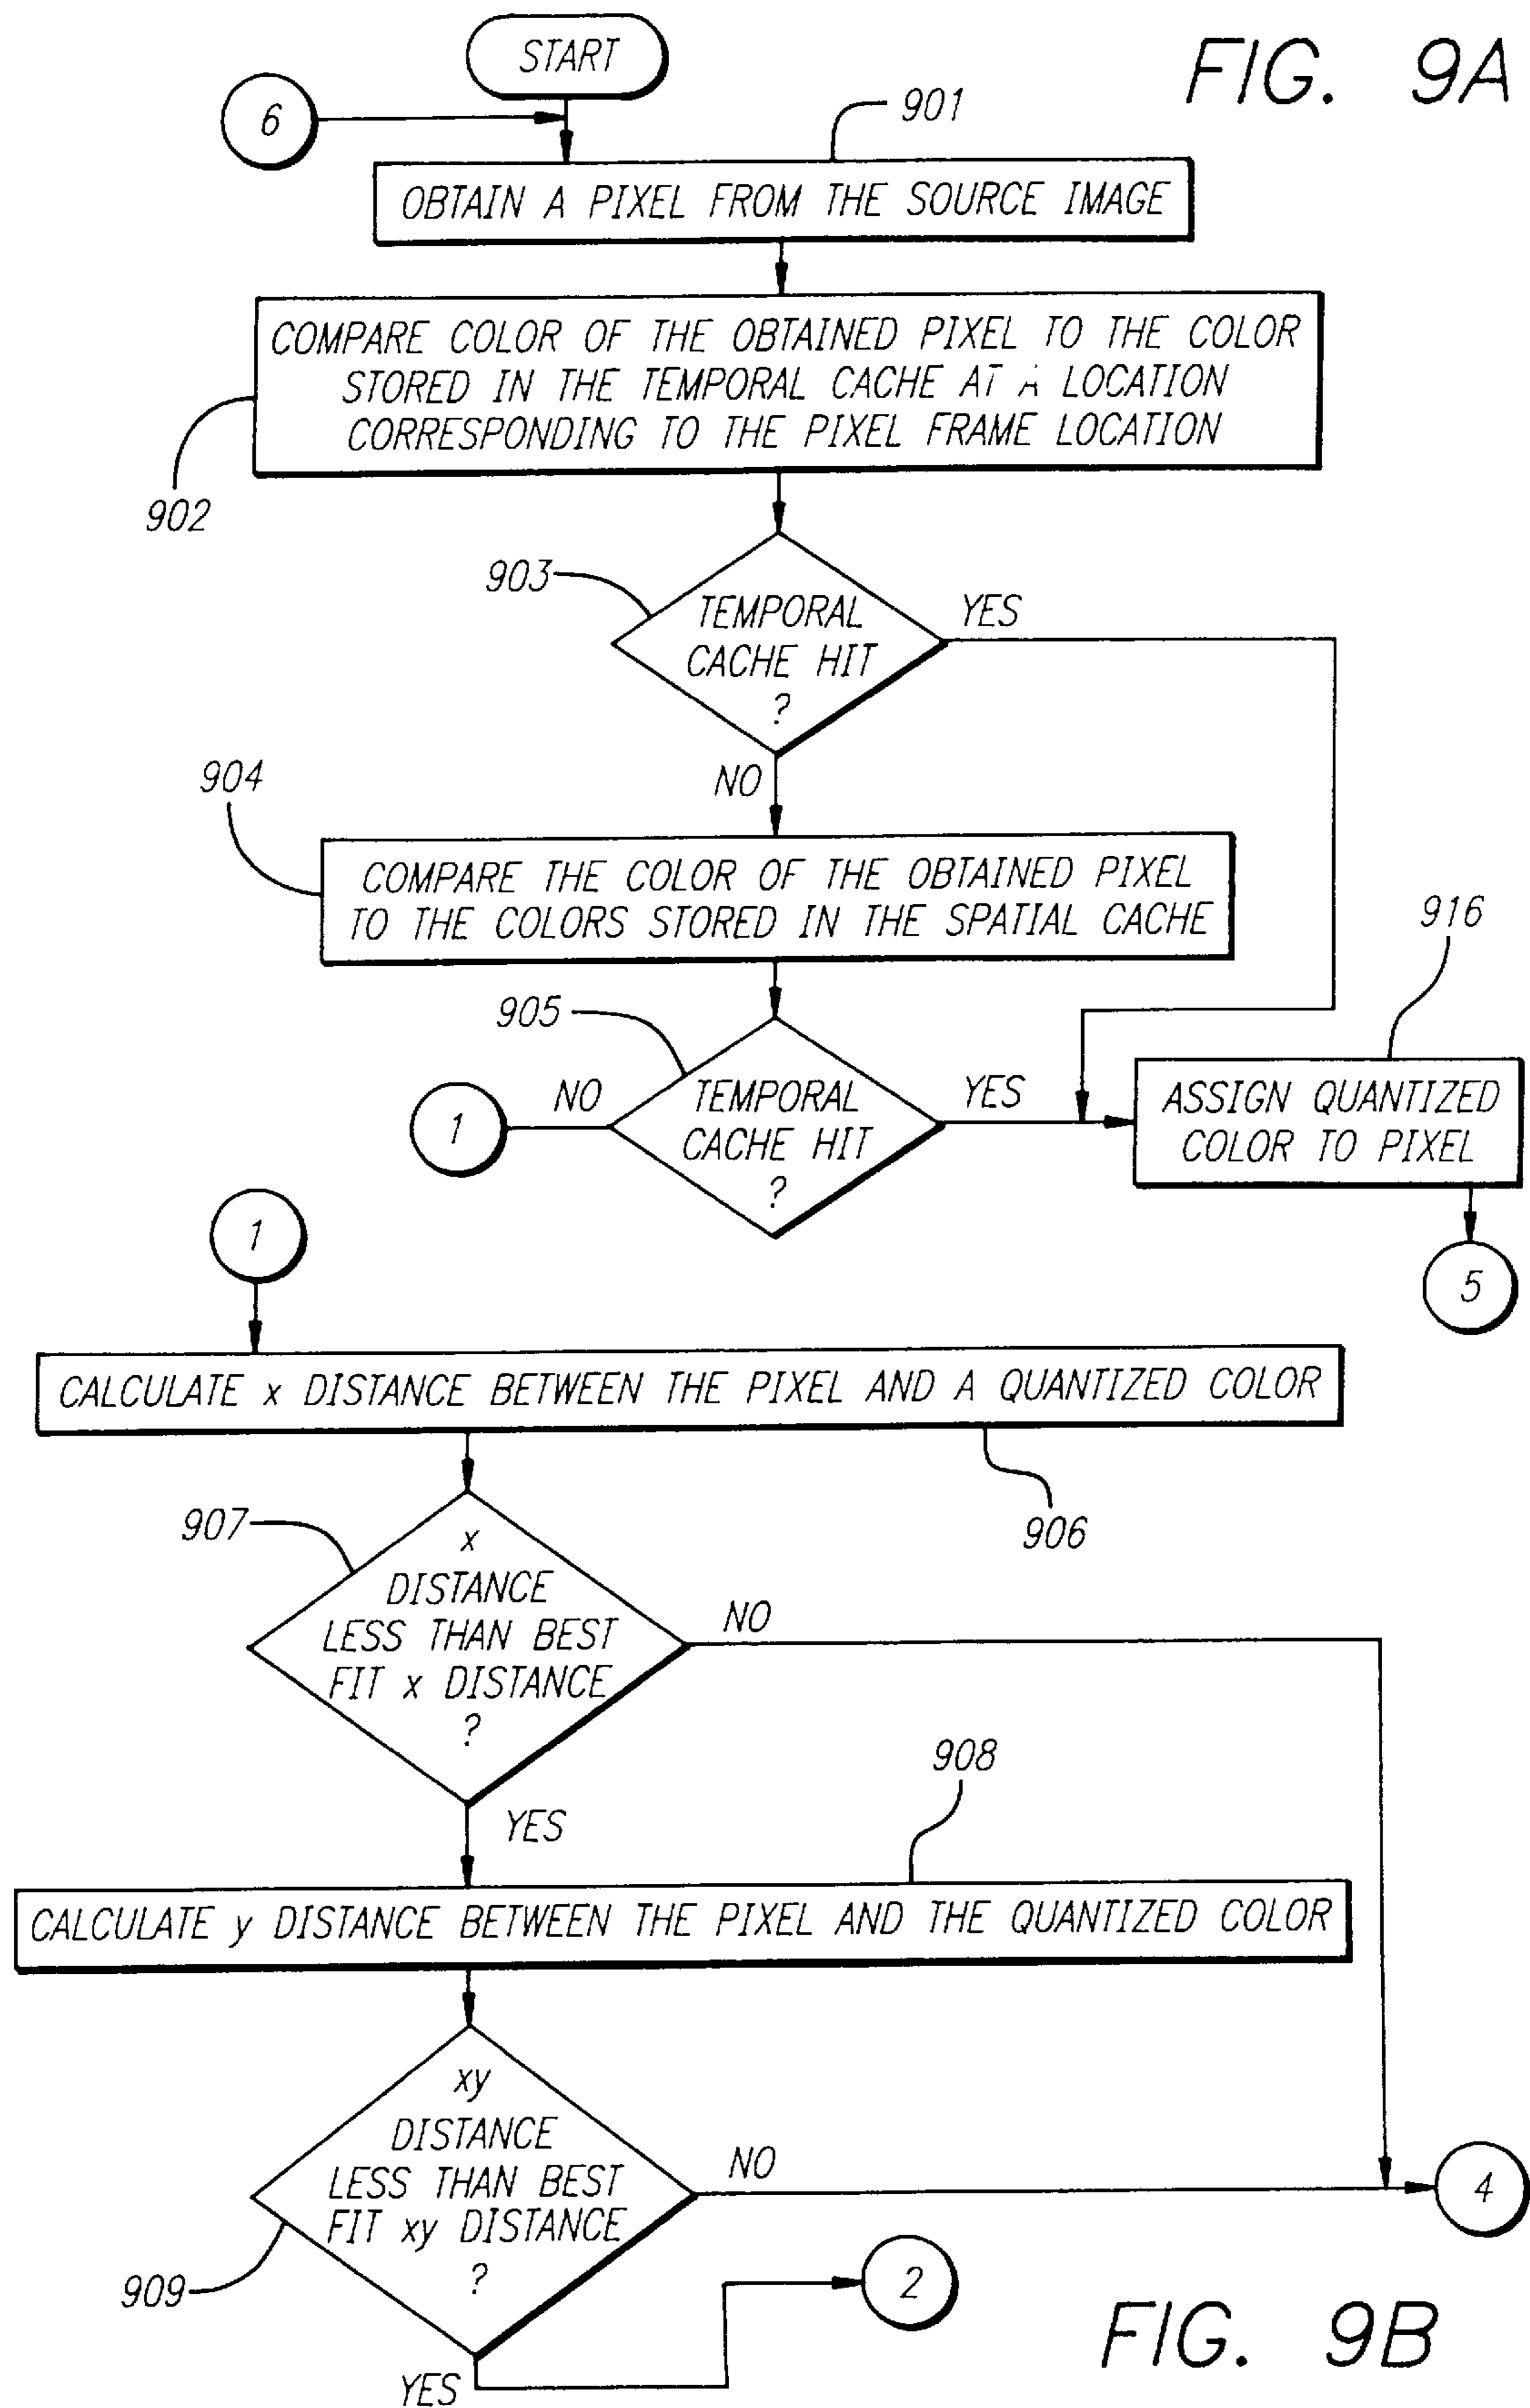 START
FIG. 9A
6
901
OBTAIN A PIXEL FROM THE SOURCE IMAGE
COMPARE COLOR OF THE OBTAINED PIXEL TO THE COLOR
STORED IN THE TEMPORAL CACHE AT A LOCATION
CORRESPONDING TO THE PIXEL FRAME LOCATION
902
903
TEMPORAL
CACHE HIT
?
YES
NO
904
COMPARE THE COLOR OF THE OBTAINED PIXEL
TO THE COLORS STORED IN THE SPATIAL CACHE
916
905
1
NO
TEMPORAL
CACHE HIT
?
YES
ASSIGN QUANTIZED
COLOR TO PIXEL
5
1
CALCULATE x DISTANCE BETWEEN THE PIXEL AND A QUANTIZED COLOR
906
907
x
DISTANCE
LESS THAN BEST
FIT x DISTANCE
?
NO
YES
908
CALCULATE y DISTANCE BETWEEN THE PIXEL AND THE QUANTIZED COLOR
xy
DISTANCE
LESS THAN BEST
FIT xy DISTANCE
?
NO
4
909
2
YES
FIG. 9B